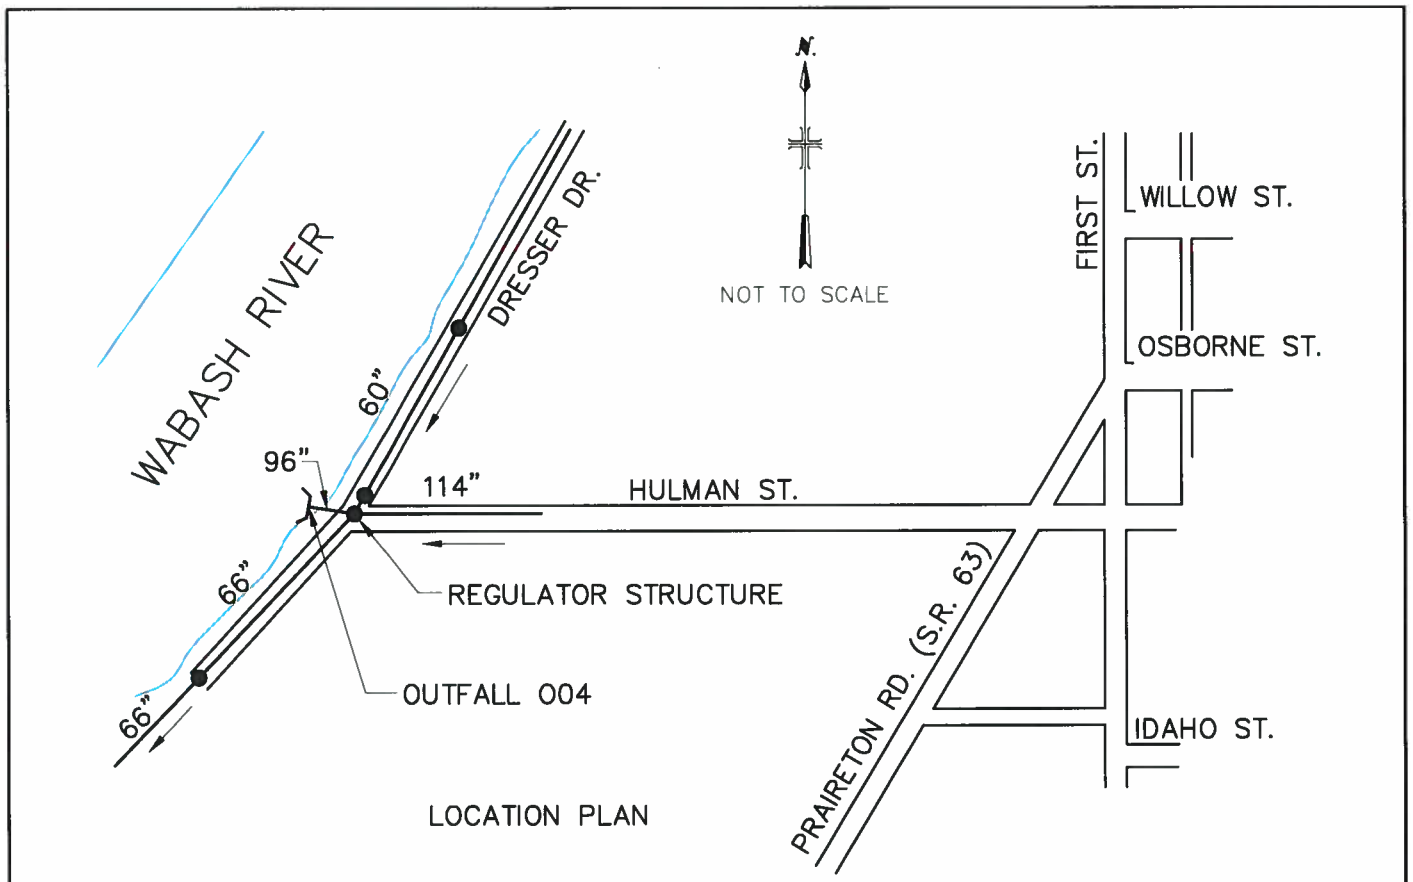 N.
NOT TO SCALE
WABASH RIVER
DRESSER DR.
FIRST ST.
WILLOW ST.
OSBORNE ST.
60"
96"
114"
HULMAN ST.
66"
REGULATOR STRUCTURE
PRAIRETON RD. (S.R. 63)
OUTFALL 004
66"
IDAHO ST.
LOCATION PLAN